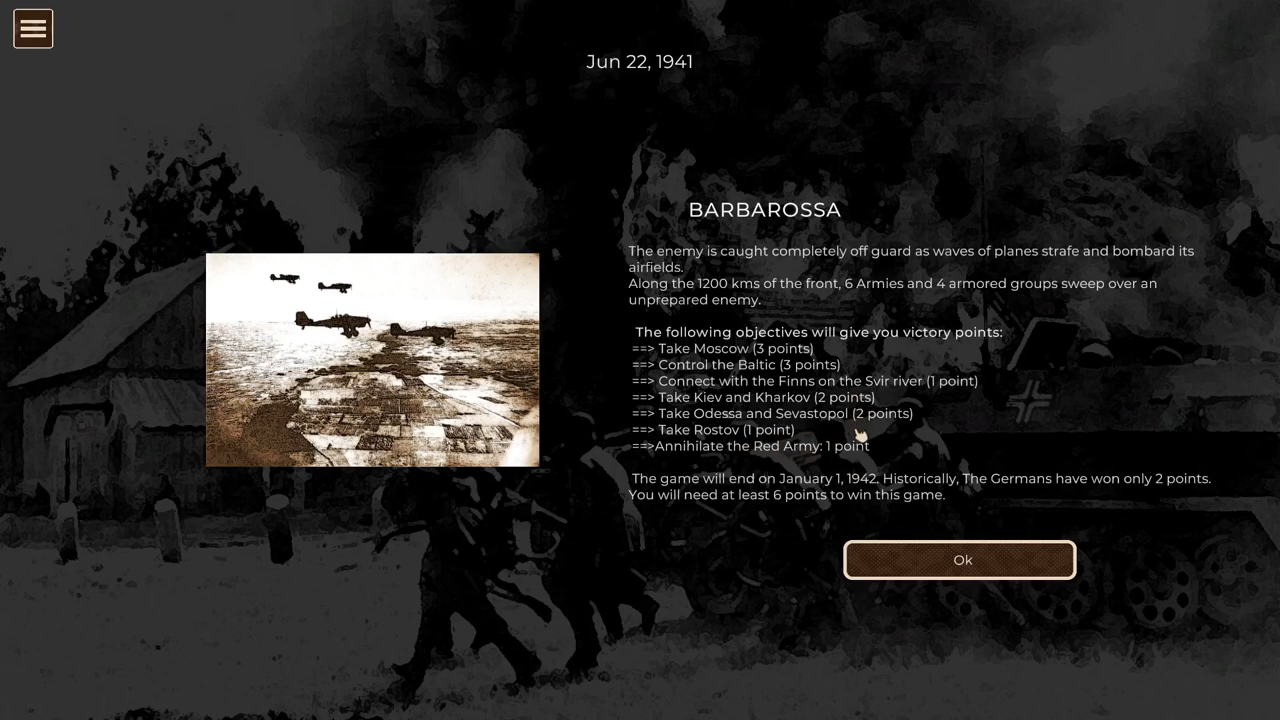 Jun 22, 1941
BARBAROSSA
The enemy is caught completely off guard as waves of planes strafe and bombard its
airfields.
Along the 1200 kms of the front, 6 Armies and 4 armored groups sweep over an
unprepared enemy.
The following objectives will give you victory points:
==> Take Moscow (3 points)
==> Control the Baltic (3 points)
==> Connect with the Finns on the Svir river (1 point)
==> Take Kiev and Kharkov (2 points)
==> Take Odessa and Sevastopol (2 points)
==> Take Rostov (1 point)
==>Annihilate the Red Army: 1 point
The game will end on January 1, 1942. Historically, The Germans have won only 2 points.
You will need at least 6 points to win this game.
Ok